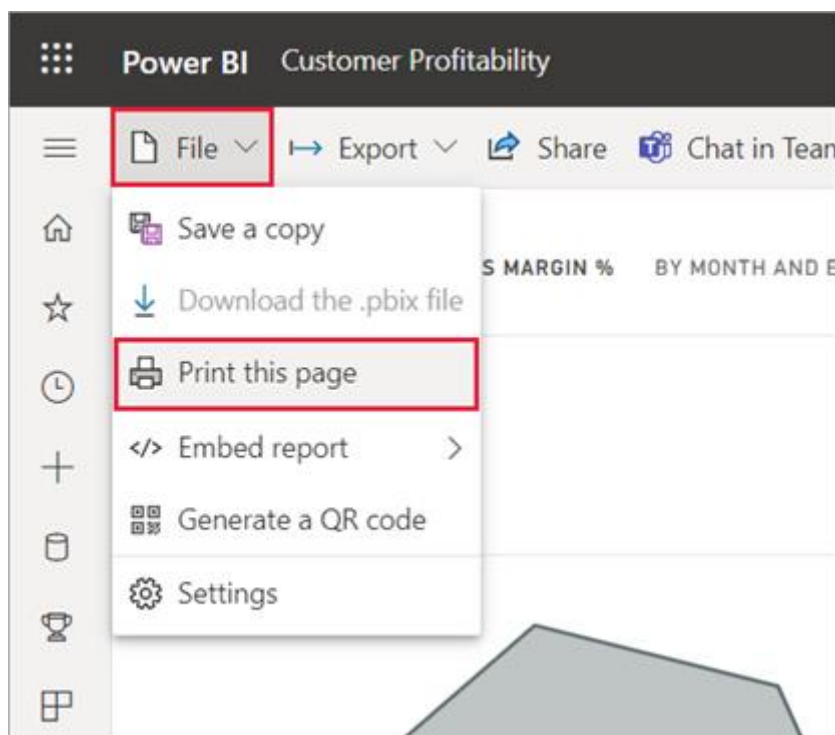 Power BI Customer Profitability
File Export Share Chat in
Save a copy
S MARGIN % BY MONTH AND
Download the .pbix file
Print this page
</> Embed report
Generate a QR code
Settings